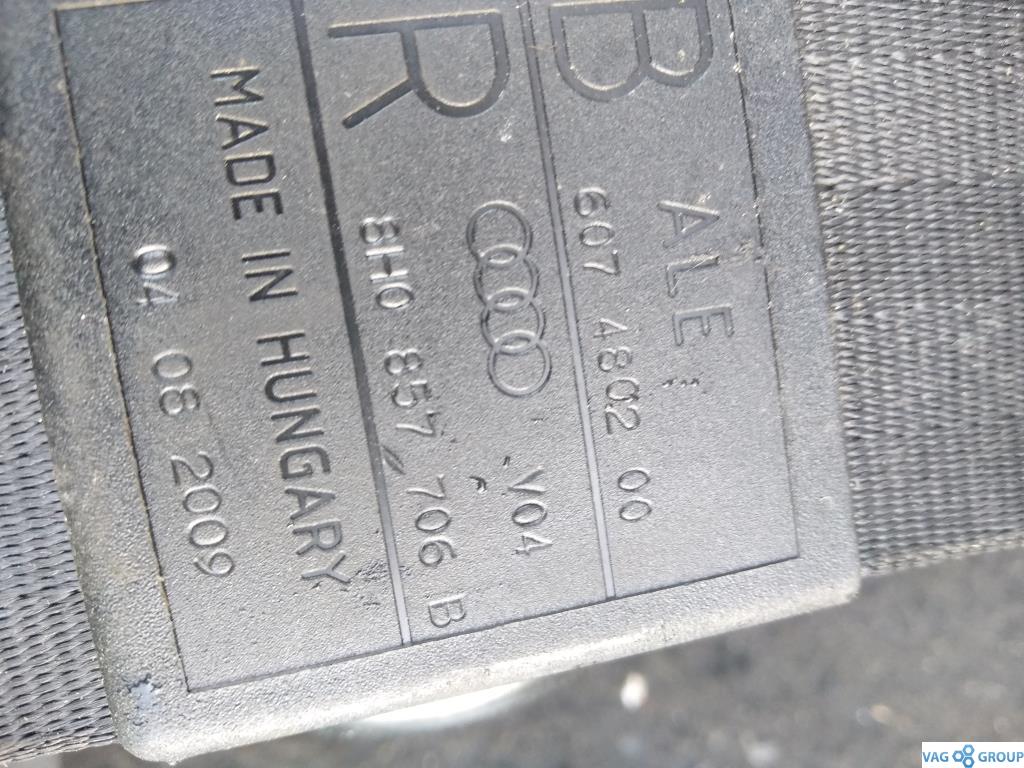 B ALE
607 4802 00
R V04
8H0 857 706 B
MADE IN HUNGARY
04 08 2009
VAG GROUP